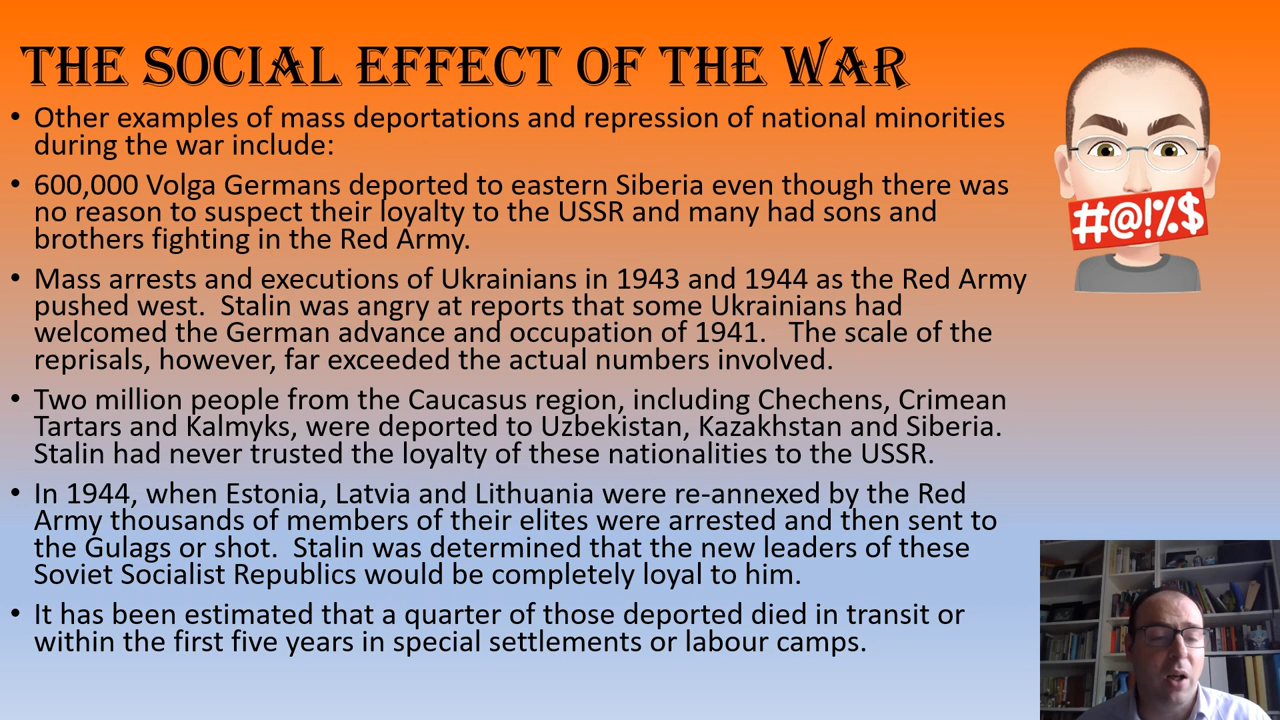 THE SOCIAL EFFECT OF THE WAR
• Other examples of mass deportations and repression of national minorities
during the war include:
• 600,000 Volga Germans deported to eastern Siberia even though there was
no reason to suspect their loyalty to the USSR and many had sons and
brothers fighting in the Red Army.
• Mass arrests and executions of Ukrainians in 1943 and 1944 as the Red Army
pushed west.  Stalin was angry at reports that some Ukrainians had
welcomed the German advance and occupation of 1941.   The scale of the
reprisals, however, far exceeded the actual numbers involved.
• Two million people from the Caucasus region, including Chechens, Crimean
Tartars and Kalmyks, were deported to Uzbekistan, Kazakhstan and Siberia.
Stalin had never trusted the loyalty of these nationalities to the USSR.
• In 1944, when Estonia, Latvia and Lithuania were re-annexed by the Red
Army thousands of members of their elites were arrested and then sent to
the Gulags or shot.  Stalin was determined that the new leaders of these
Soviet Socialist Republics would be completely loyal to him.
• It has been estimated that a quarter of those deported died in transit or
within the first five years in special settlements or labour camps.
#@!%$